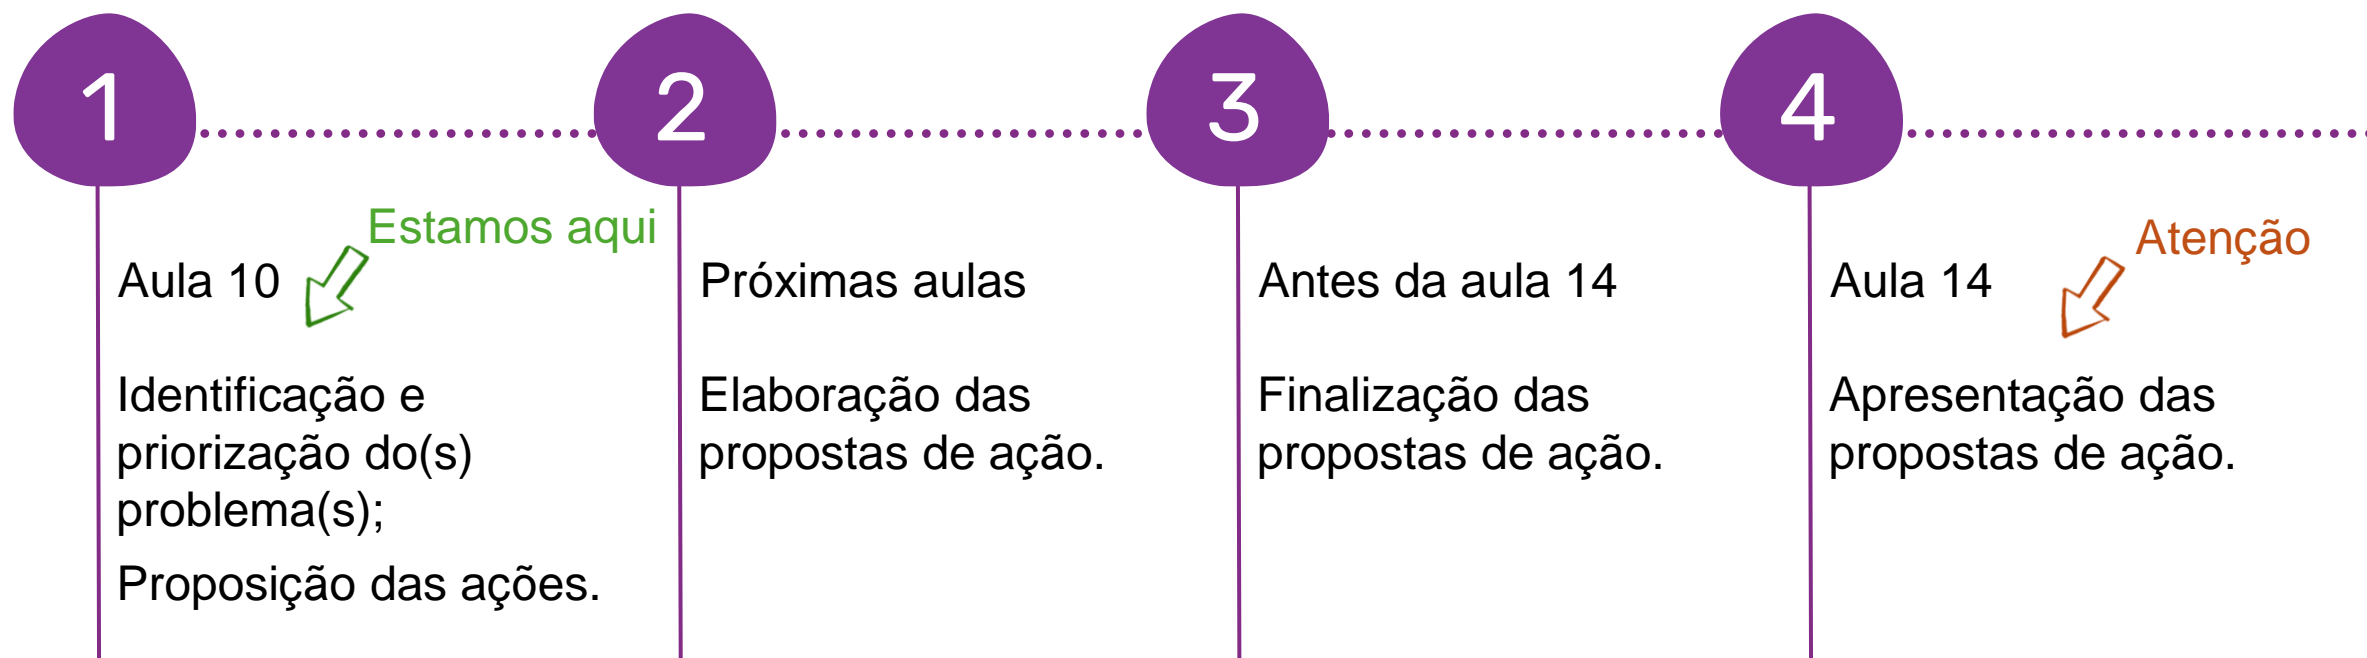 1
Estamos aqui
Aula 10
Identificação e
priorização do(s)
problema(s);
Proposição das ações.
2
Próximas aulas
Elaboração das
propostas de ação.
3
Antes da aula 14
Finalização das
propostas de ação.
4
Atenção
Aula 14
Apresentação das
propostas de ação.